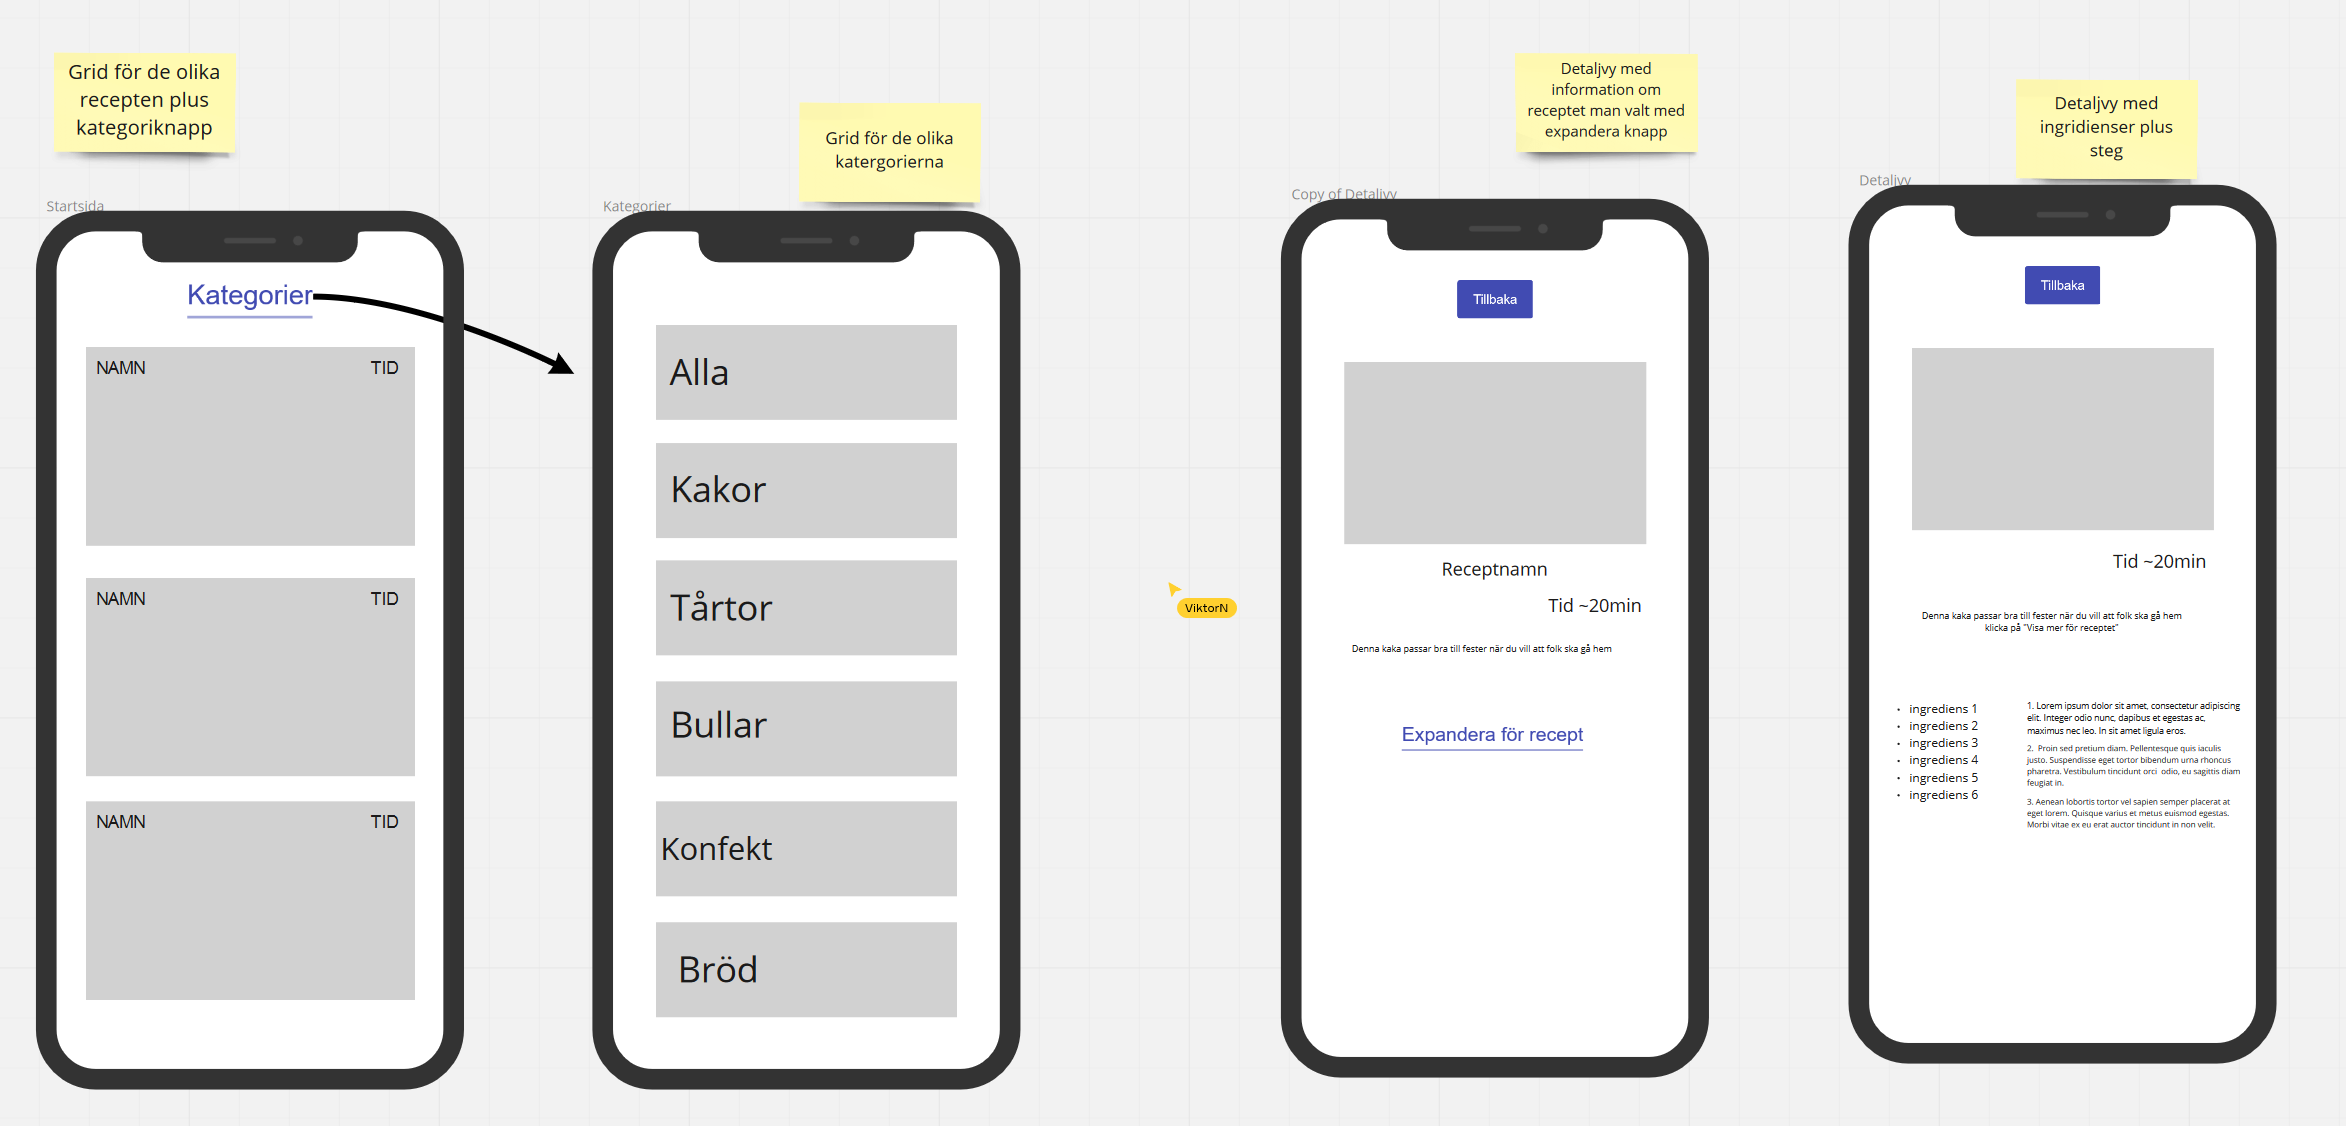 Grid för de olika
recepten plus
kategoriknapp
Startsida
Kategorier
NAMN TID
NAMN TID
NAMN TID
Grid för de olika
katergorierna
Kategorier
Alla
Kakor
Tårtor
Bullar
Konfekt
Bröd
ViktorN
Detaljvy med
information om
receptet man valt med
expandera knapp
Copy of Detaljvy
Tillbaka
Receptnamn
Tid ~20min
Denna kaka passar bra till fester när du vill att folk ska gå hem
Expandera för recept
Detaljvy med
ingridienser plus
steg
Detaljvy
Tillbaka
Tid ~20min
Denna kaka passar bra till fester när du vill att folk ska gå hem
klicka på "Visa mer för receptet"
• ingrediens 1
• ingrediens 2
• ingrediens 3
• ingrediens 4
• ingrediens 5
• ingrediens 6
1. Lorem ipsum dolor sit amet, consectetur adipiscing
elit. Integer odio nunc, dapibus et egestas ac,
maximus nec leo. In sit amet ligula eros.
2. Proin sed pretium diam. Pellentesque quis iaculis
justo. Suspendisse eget tortor bibendum urna rhoncus
pharetra. Vestibulum tincidunt orci odio, eu sagittis diam
feugiat in.
3. Aenean lobortis tortor vel sapien semper placerat at
eget lorem. Quisque varius et metus euismod egestas.
Morbi vitae ex eu erat auctor tincidunt in non velit.